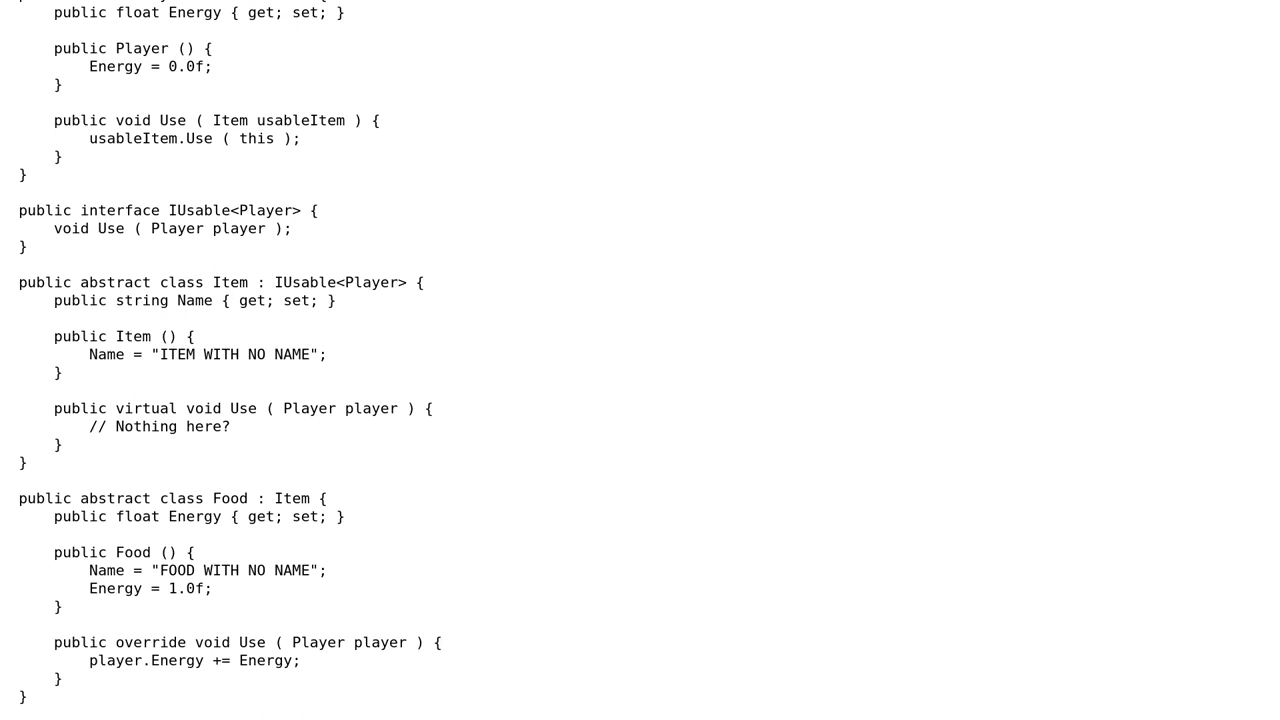 public float Energy { get; set; }

    public Player () {
        Energy = 0.0f;
    }

    public void Use ( Item usableItem ) {
        usableItem.Use ( this );
    }
}

public interface IUsable<Player> {
    void Use ( Player player );
}

public abstract class Item : IUsable<Player> {
    public string Name { get; set; }

    public Item () {
        Name = "ITEM WITH NO NAME";
    }

    public virtual void Use ( Player player ) {
        // Nothing here?
    }
}

public abstract class Food : Item {
    public float Energy { get; set; }

    public Food () {
        Name = "FOOD WITH NO NAME";
        Energy = 1.0f;
    }

    public override void Use ( Player player ) {
        player.Energy += Energy;
    }
}